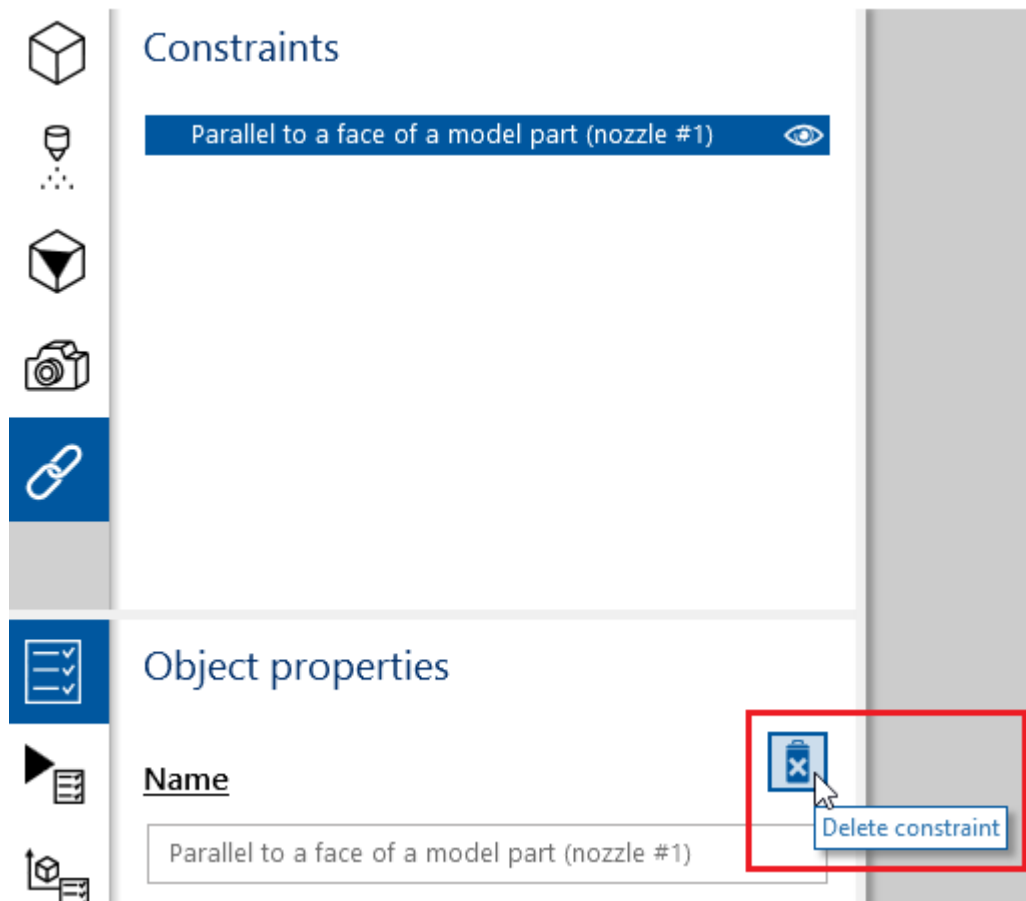 Constraints
Parallel to a face of a model part (nozzle #1)
Object properties
Name
Delete constraint
Parallel to a face of a model part (nozzle #1)